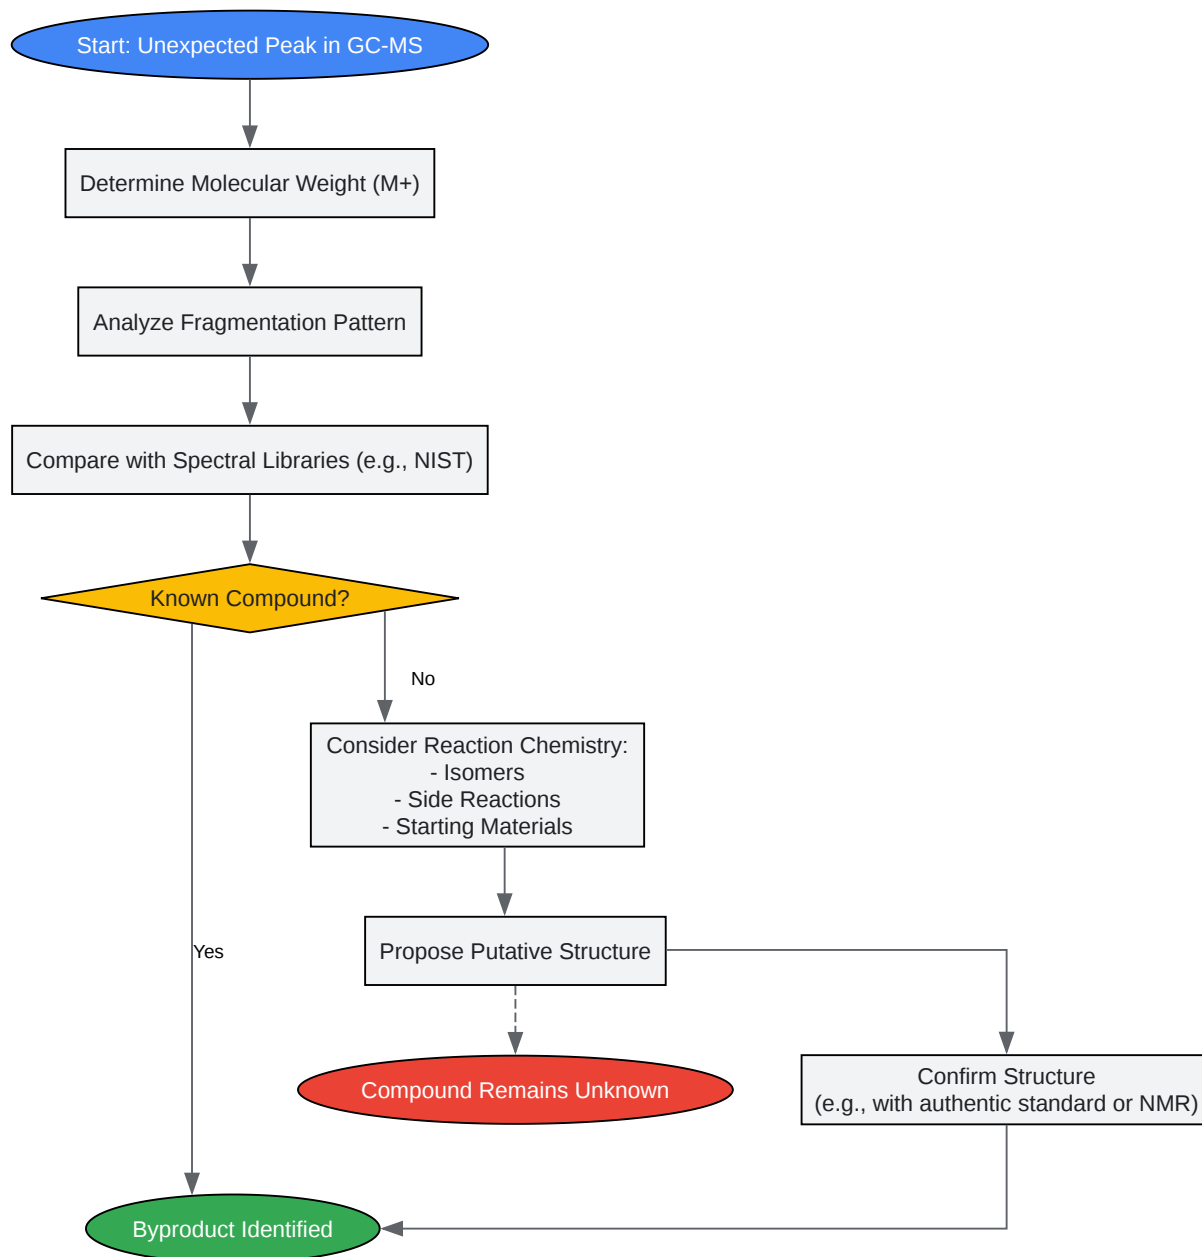 Start: Unexpected Peak in GC-MS
Determine Molecular Weight (M+)
Analyze Fragmentation Pattern
Compare with Spectral Libraries (e.g., NIST)
Known Compound?
No
Consider Reaction Chemistry:
- Isomers
- Side Reactions
- Starting Materials
Yes
Propose Putative Structure
Compound Remains Unknown
Confirm Structure
(e.g., with authentic standard or NMR)
Byproduct Identified